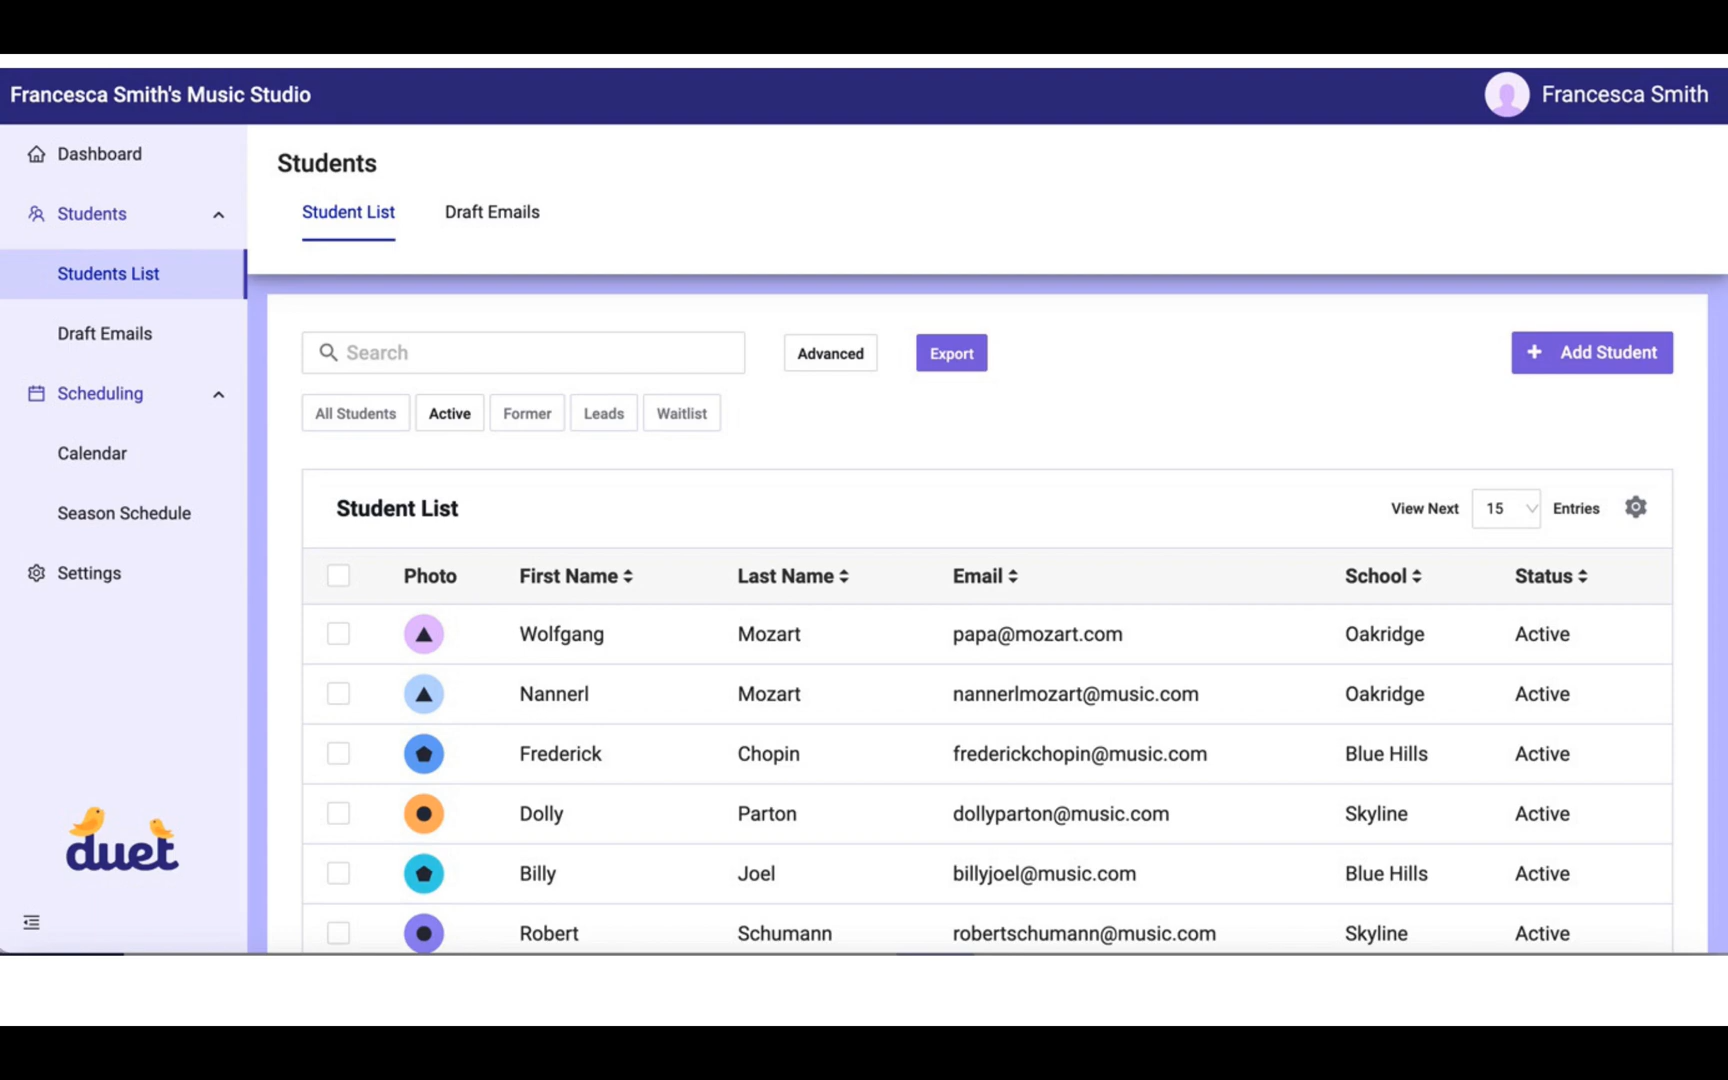 Francesca Smith's Music Studio
Francesca Smith
Dashboard
Students
Students List
Draft Emails
Scheduling
Calendar
Season Schedule
Settings
duet
Students
Student List
Draft Emails
Search
Advanced
Export
+ Add Student
All Students
Active
Former
Leads
Waitlist
Student List
View Next 15 Entries
Photo First Name Last Name Email School Status
Wolfgang Mozart papa@mozart.com Oakridge Active
Nannerl Mozart nannerlmozart@music.com Oakridge Active
Frederick Chopin frederickchopin@music.com Blue Hills Active
Dolly Parton dollyparton@music.com Skyline Active
Billy Joel billyjoel@music.com Blue Hills Active
Robert Schumann robertschumann@music.com Skyline Active